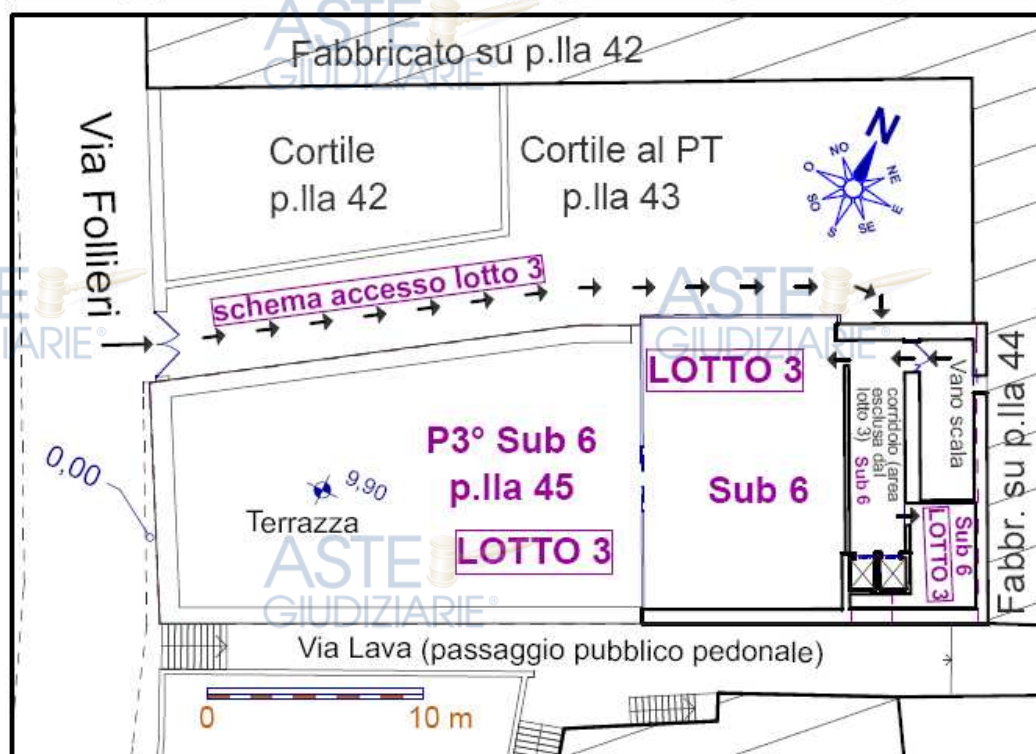 ASTE
GIUDIZIARIE
Fabbricato su p.lla 42
Via Follieri
Cortile
p.lla 42
Cortile al PT
p.lla 43
N
NO
NE
O
E
SO
SE
S
schema accesso lotto 3
ASTE
GIUDIZIARIE®
ASTE
GIUDIZIARIE®
LOTTO 3
Vano scala
corridoio (area
esclusa dal
lotto 3) Sub 6
Fabbr. su p.lla 44
P3° Sub 6
p.lla 45
Sub 6
0,00
9,90
Terrazza
LOTTO 3
Sub 6
LOTTO 3
ASTE
GIUDIZIARIE®
Via Lava (passaggio pubblico pedonale)
0
10 m